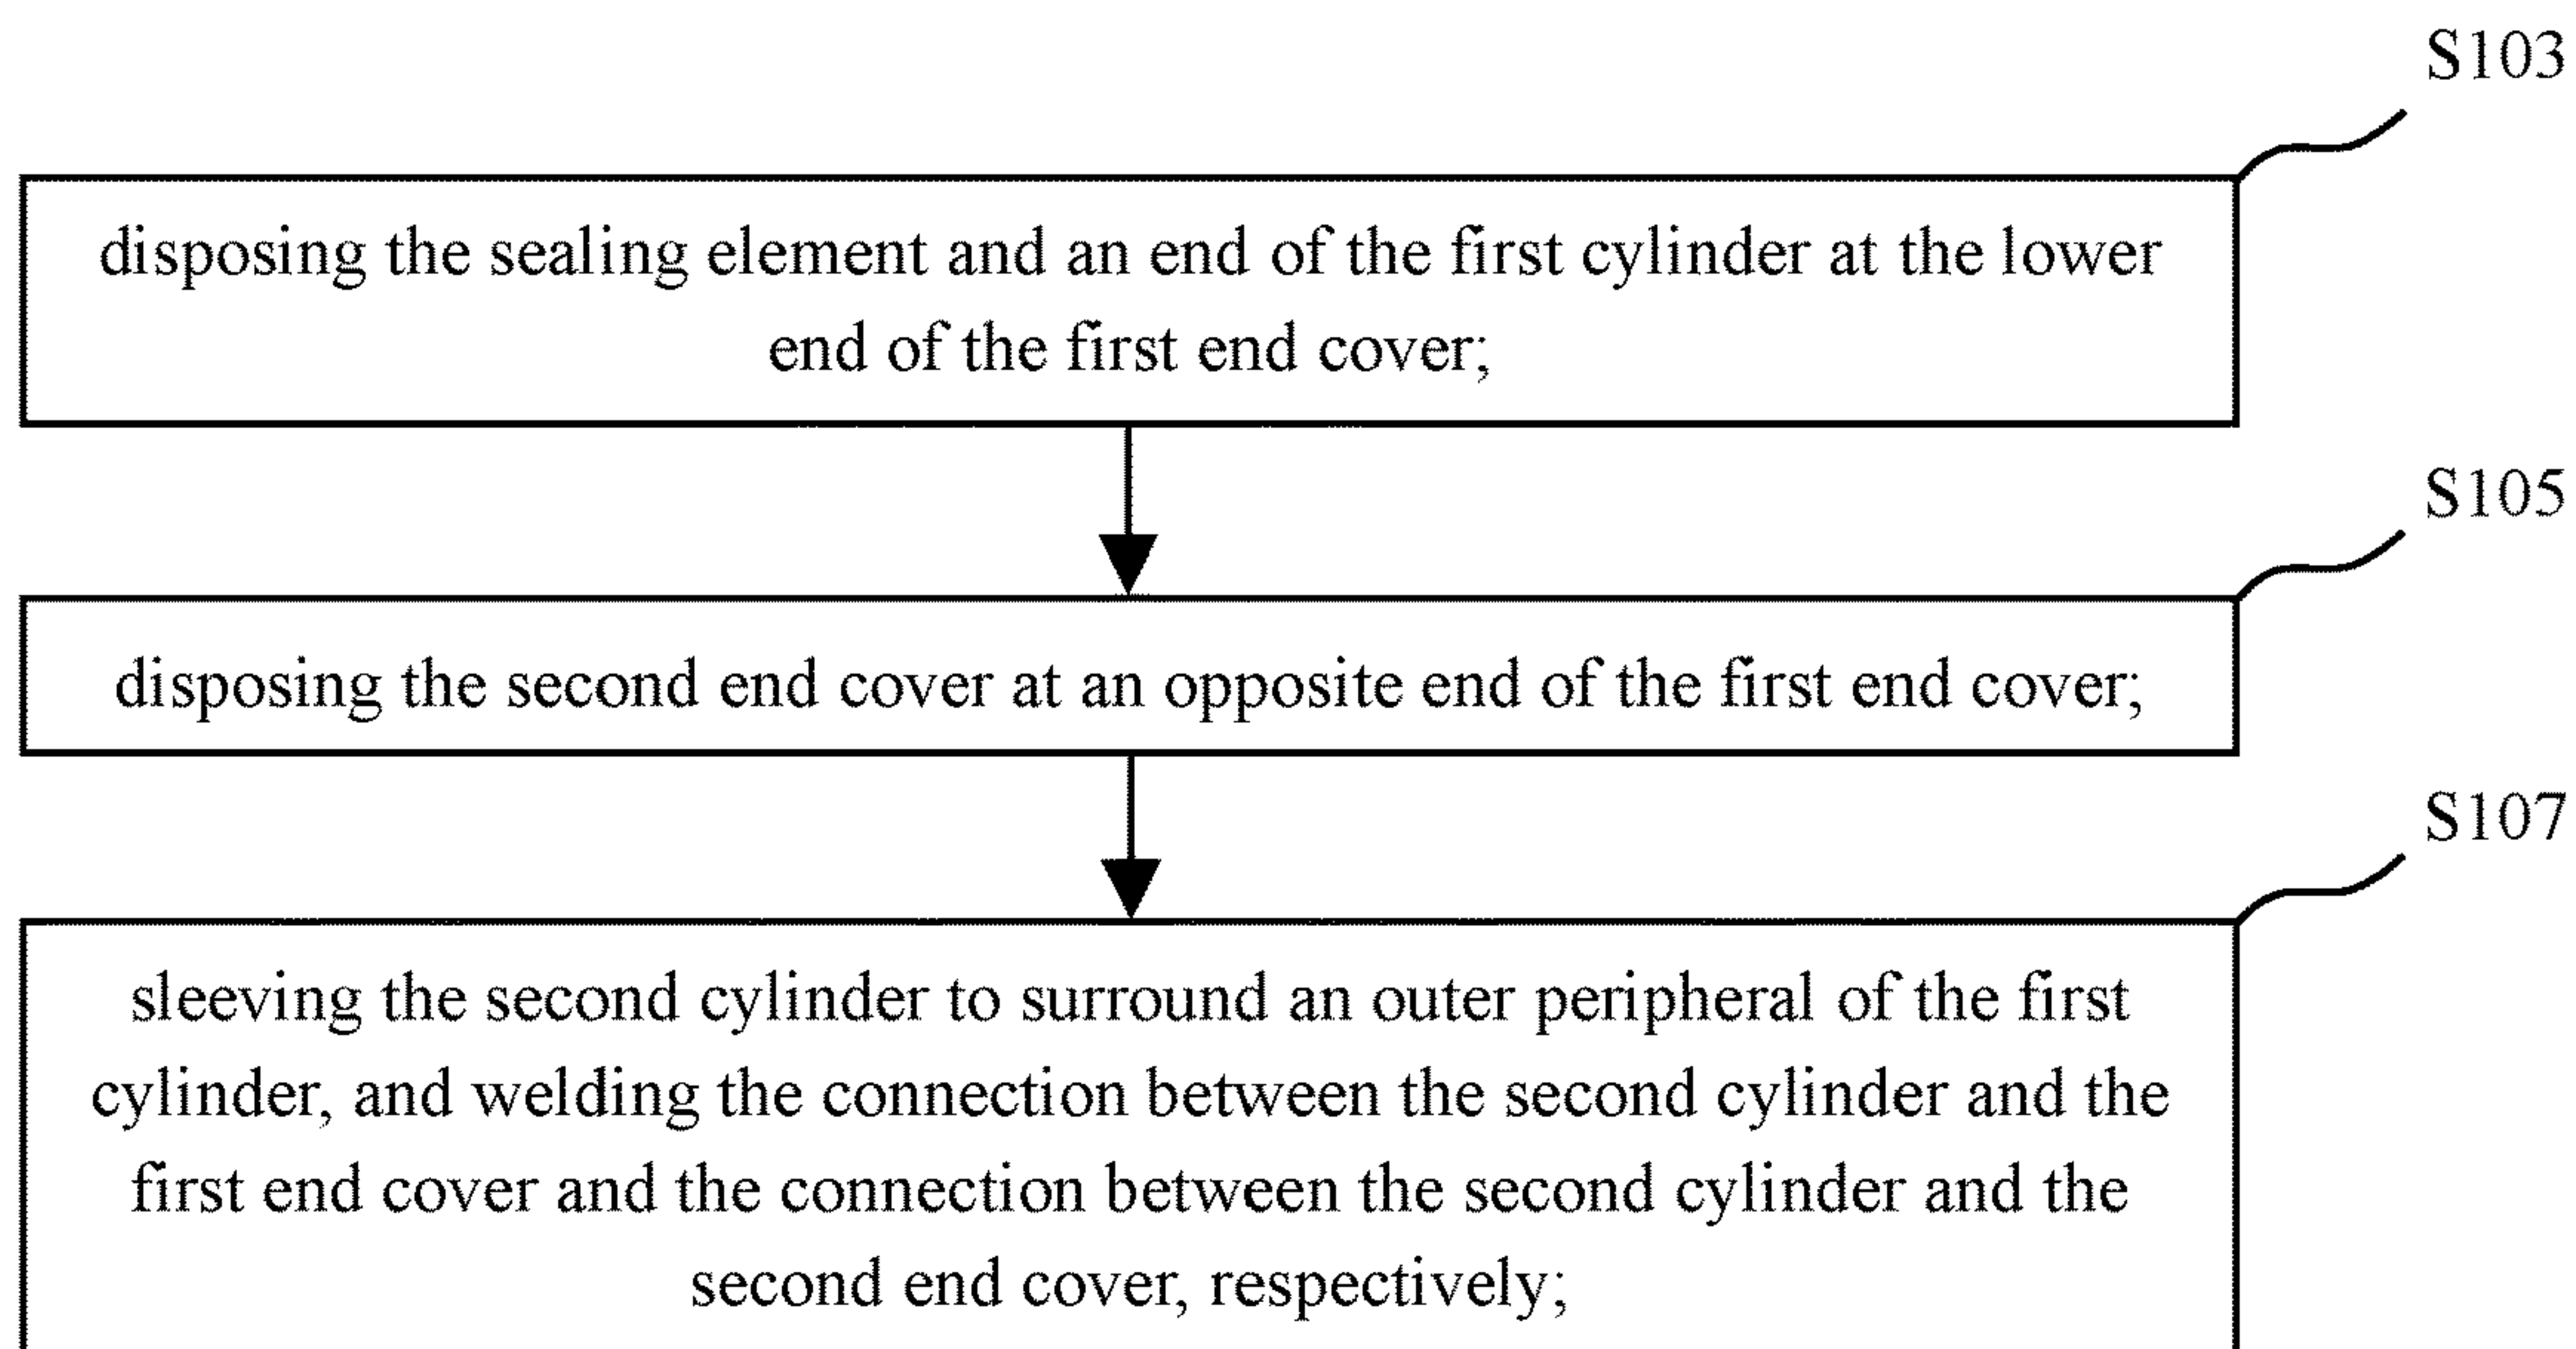 S103
disposing the sealing element and an end of the first cylinder at the lower
end of the first end cover;
S105
disposing the second end cover at an opposite end of the first end cover;
S107
sleeving the second cylinder to surround an outer peripheral of the first
cylinder, and welding the connection between the second cylinder and the
first end cover and the connection between the second cylinder and the
second end cover, respectively;